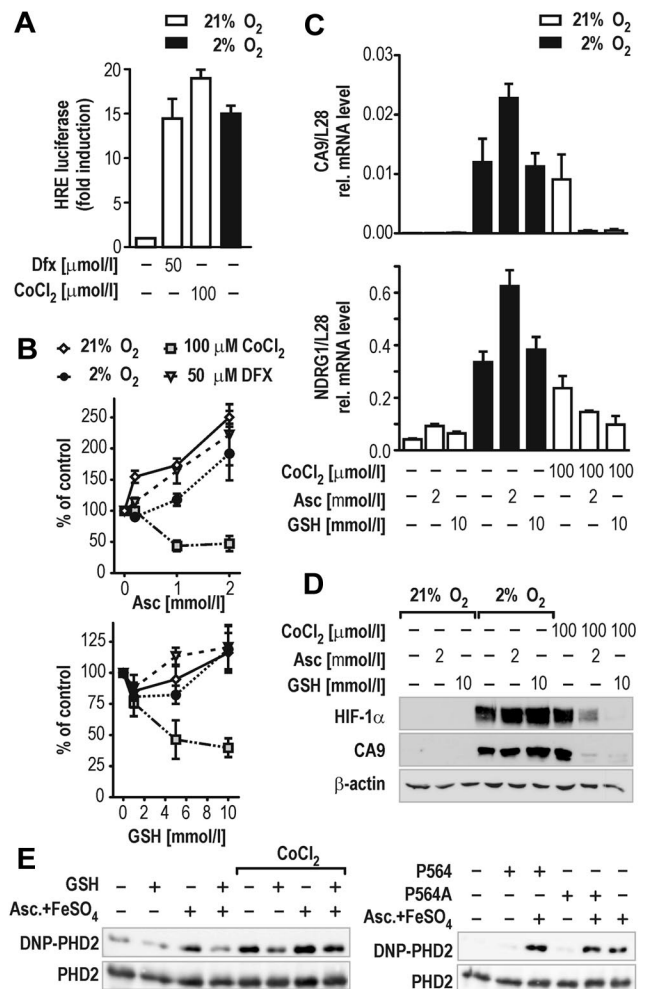 A
21% O2
2% O2
HRE luciferase
(fold induction)
20
15
10
5
0
Dfx [μmol/l] – 50 – –
CoCl2 [μmol/l] – – 100 –
B
21% O2
100 μM CoCl2
2% O2
50 μM DFX
% of control
250
200
150
100
50
0
0 1 2
Asc [mmol/l]
% of control
125
100
75
50
25
0
0 2 4 6 8 10
GSH [mmol/l]
C
21% O2
2% O2
CA9/L28
rel. mRNA level
0.03
0.02
0.01
0.00
NDRG1/L28
rel. mRNA level
0.6
0.4
0.2
0.0
CoCl2 [μmol/l] – – – – – – 100 100 100
Asc [mmol/l] – 2 – – 2 – – 2 –
GSH [mmol/l] – – 10 – – 10 – – 10
D
21% O2 2% O2
CoCl2 [μmol/l] – – – – – – 100 100 100
Asc [mmol/l] – 2 – – 2 – – 2 –
GSH [mmol/l] – – 10 – – 10 – – 10
HIF-1α
CA9
β-actin
E
CoCl2
GSH – + – + – + – +
Asc.+FeSO4 – – + + – – + +
DNP-PHD2
PHD2
P564 – + + – – –
P564A – – – + + –
Asc.+FeSO4 – – + – + +
DNP-PHD2
PHD2